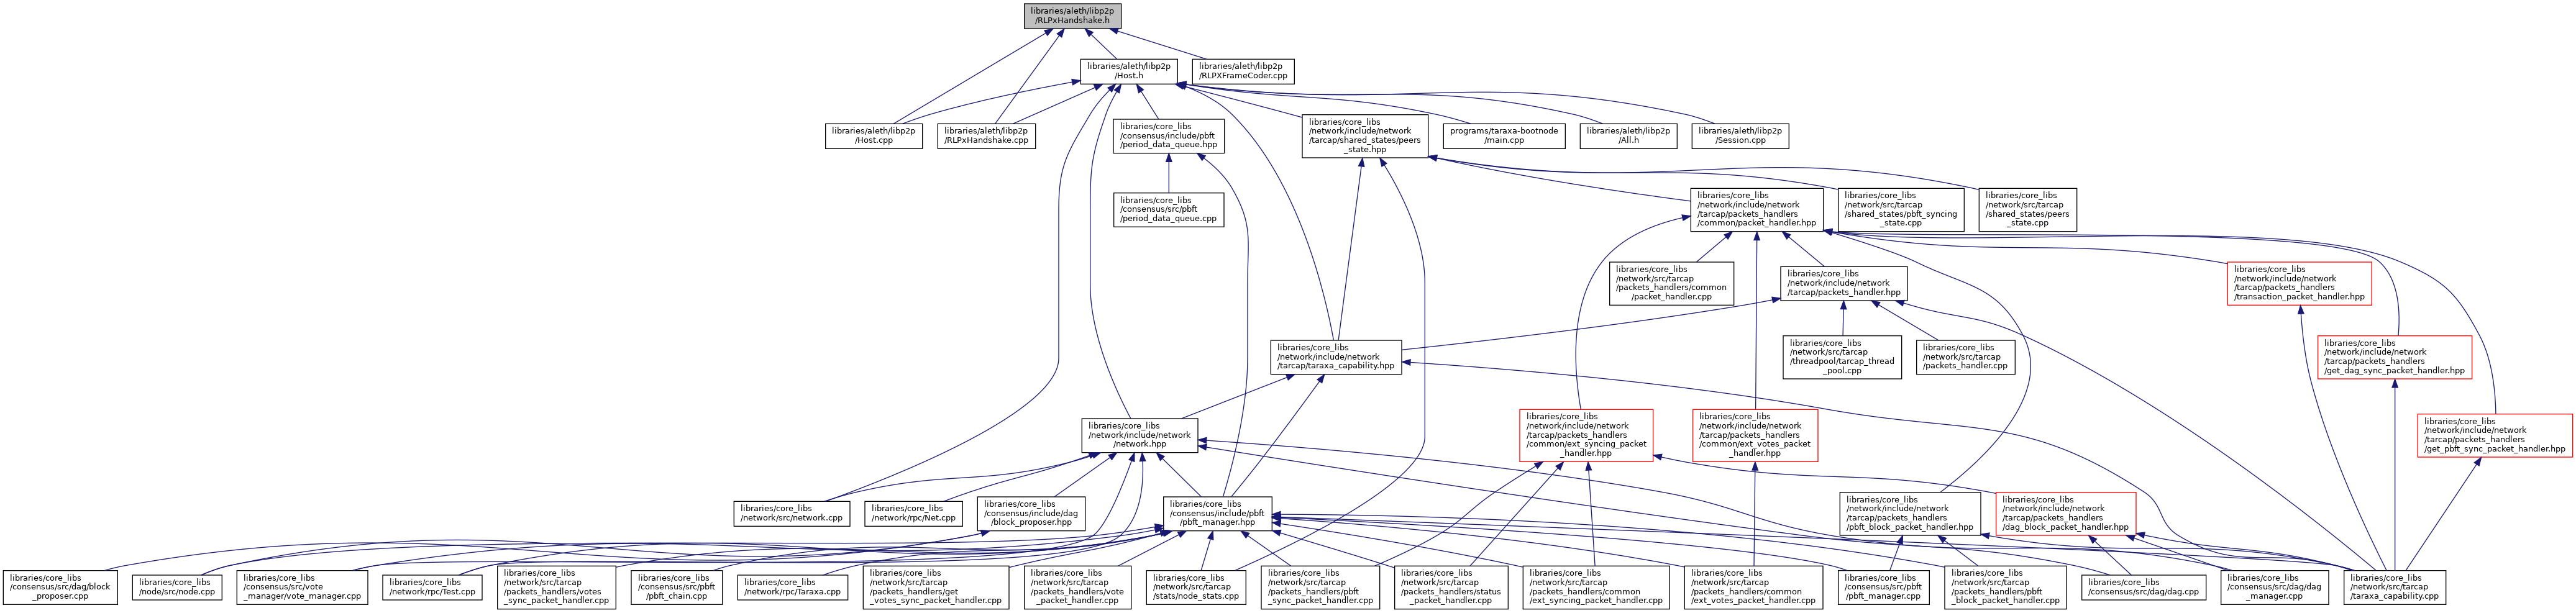 libraries/aleth/libp2p
/RLPxHandshake.h
libraries/aleth/libp2p
/Host.h
libraries/aleth/libp2p
/RLPXFrameCoder.cpp
libraries/aleth/libp2p
/Host.cpp
libraries/aleth/libp2p
/RLPxHandshake.cpp
libraries/core_libs
/consensus/include/pbft
/period_data_queue.hpp
libraries/core_libs
/network/include/network
/tarcap/shared_states/peers
_state.hpp
programs/taraxa-bootnode
/main.cpp
libraries/aleth/libp2p
/All.h
libraries/aleth/libp2p
/Session.cpp
libraries/core_libs
/consensus/src/pbft
/period_data_queue.cpp
libraries/core_libs
/network/include/network
/tarcap/packets_handlers
/common/packet_handler.hpp
libraries/core_libs
/network/src/tarcap
/shared_states/pbft_syncing
_state.cpp
libraries/core_libs
/network/src/tarcap
/shared_states/peers
_state.cpp
libraries/core_libs
/network/src/tarcap
/packets_handlers/common
/packet_handler.cpp
libraries/core_libs
/network/include/network
/tarcap/packets_handler.hpp
libraries/core_libs
/network/include/network
/tarcap/packets_handlers
/transaction_packet_handler.hpp
libraries/core_libs
/network/include/network
/tarcap/taraxa_capability.hpp
libraries/core_libs
/network/src/tarcap
/threadpool/tarcap_thread
_pool.cpp
libraries/core_libs
/network/src/tarcap
/packets_handler.cpp
libraries/core_libs
/network/include/network
/tarcap/packets_handlers
/get_dag_sync_packet_handler.hpp
libraries/core_libs
/network/include/network
/network.hpp
libraries/core_libs
/network/include/network
/tarcap/packets_handlers
/common/ext_syncing_packet
_handler.hpp
libraries/core_libs
/network/include/network
/tarcap/packets_handlers
/common/ext_votes_packet
_handler.hpp
libraries/core_libs
/network/include/network
/tarcap/packets_handlers
/get_pbft_sync_packet_handler.hpp
libraries/core_libs
/network/src/network.cpp
libraries/core_libs
/network/rpc/Net.cpp
libraries/core_libs
/consensus/include/dag
/block_proposer.hpp
libraries/core_libs
/consensus/include/pbft
/pbft_manager.hpp
libraries/core_libs
/network/include/network
/tarcap/packets_handlers
/pbft_block_packet_handler.hpp
libraries/core_libs
/network/include/network
/tarcap/packets_handlers
/dag_block_packet_handler.hpp
libraries/core_libs
/consensus/src/dag/block
_proposer.cpp
libraries/core_libs
/node/src/node.cpp
libraries/core_libs
/consensus/src/vote
_manager/vote_manager.cpp
libraries/core_libs
/network/rpc/Test.cpp
libraries/core_libs
/network/src/tarcap
/packets_handlers/votes
_sync_packet_handler.cpp
libraries/core_libs
/consensus/src/pbft
/pbft_chain.cpp
libraries/core_libs
/network/rpc/Taraxa.cpp
libraries/core_libs
/network/src/tarcap
/packets_handlers/get
_votes_sync_packet_handler.cpp
libraries/core_libs
/network/src/tarcap
/packets_handlers/vote
_packet_handler.cpp
libraries/core_libs
/network/src/tarcap
/stats/node_stats.cpp
libraries/core_libs
/network/src/tarcap
/packets_handlers/pbft
_sync_packet_handler.cpp
libraries/core_libs
/network/src/tarcap
/packets_handlers/status
_packet_handler.cpp
libraries/core_libs
/network/src/tarcap
/packets_handlers/common
/ext_syncing_packet_handler.cpp
libraries/core_libs
/network/src/tarcap
/packets_handlers/common
/ext_votes_packet_handler.cpp
libraries/core_libs
/consensus/src/pbft
/pbft_manager.cpp
libraries/core_libs
/network/src/tarcap
/packets_handlers/pbft
_block_packet_handler.cpp
libraries/core_libs
/consensus/src/dag/dag.cpp
libraries/core_libs
/consensus/src/dag/dag
_manager.cpp
libraries/core_libs
/network/src/tarcap
/taraxa_capability.cpp